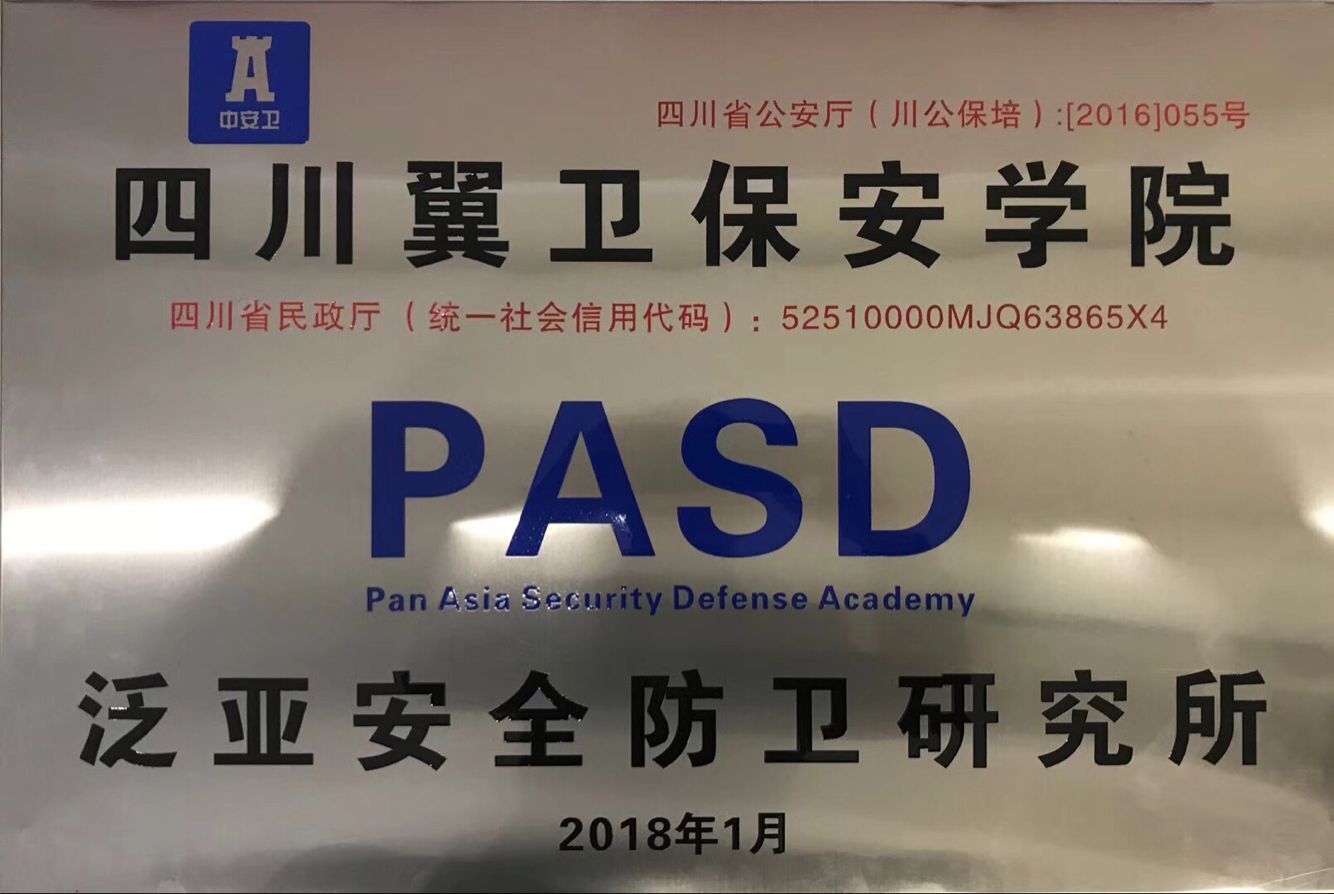 中安卫
四川省公安厅（川公保培）:[2016]055号
四川翼卫保安学院
四川省民政厅（统一社会信用代码）：52510000MJQ63865X4
PASD
Pan Asia Security Defense Academy
泛亚安全防卫研究所
2018年1月